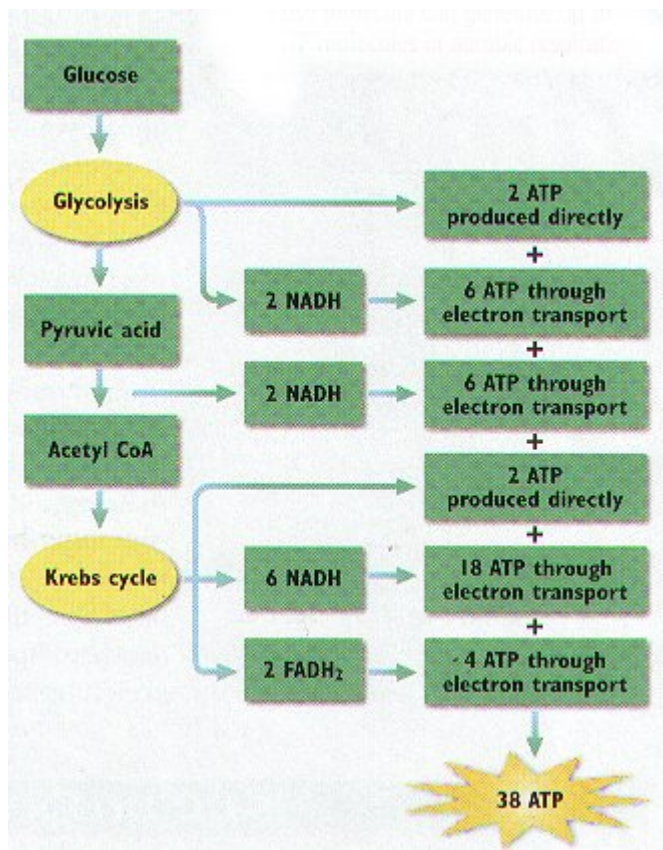 Glucose
Glycolysis
2 ATP
produced directly
+
2 NADH
6 ATP through
electron transport
Pyruvic acid
+
2 NADH
6 ATP through
electron transport
+
Acetyl CoA
2 ATP
produced directly
+
Krebs cycle
6 NADH
18 ATP through
electron transport
+
2 FADH₂
4 ATP through
electron transport
38 ATP